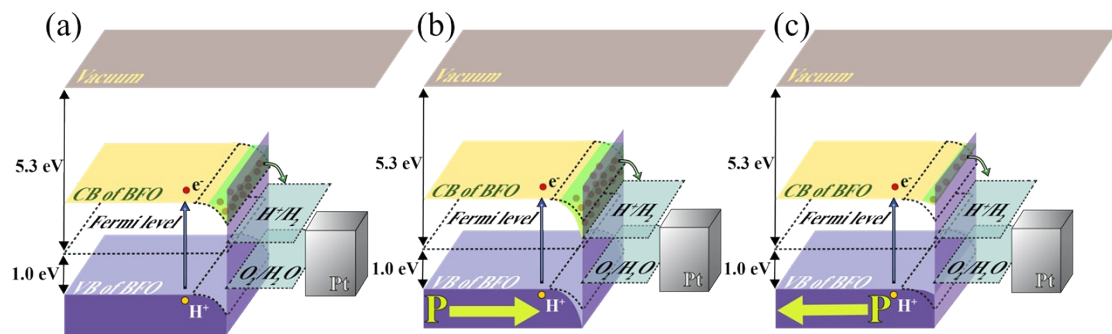 (a)
Vacuum
5.3 eV
CB of BFO
e-
Fermi level
H+/H2
1.0 eV
O2/H2O
VB of BFO
H+
Pt
(b)
Vacuum
5.3 eV
CB of BFO
e-
Fermi level
H+/H2
1.0 eV
O2/H2O
VB of BFO
H+
P
Pt
(c)
Vacuum
5.3 eV
CB of BFO
e-
Fermi level
H+/H2
1.0 eV
O2/H2O
VB of BFO
H+
P
Pt